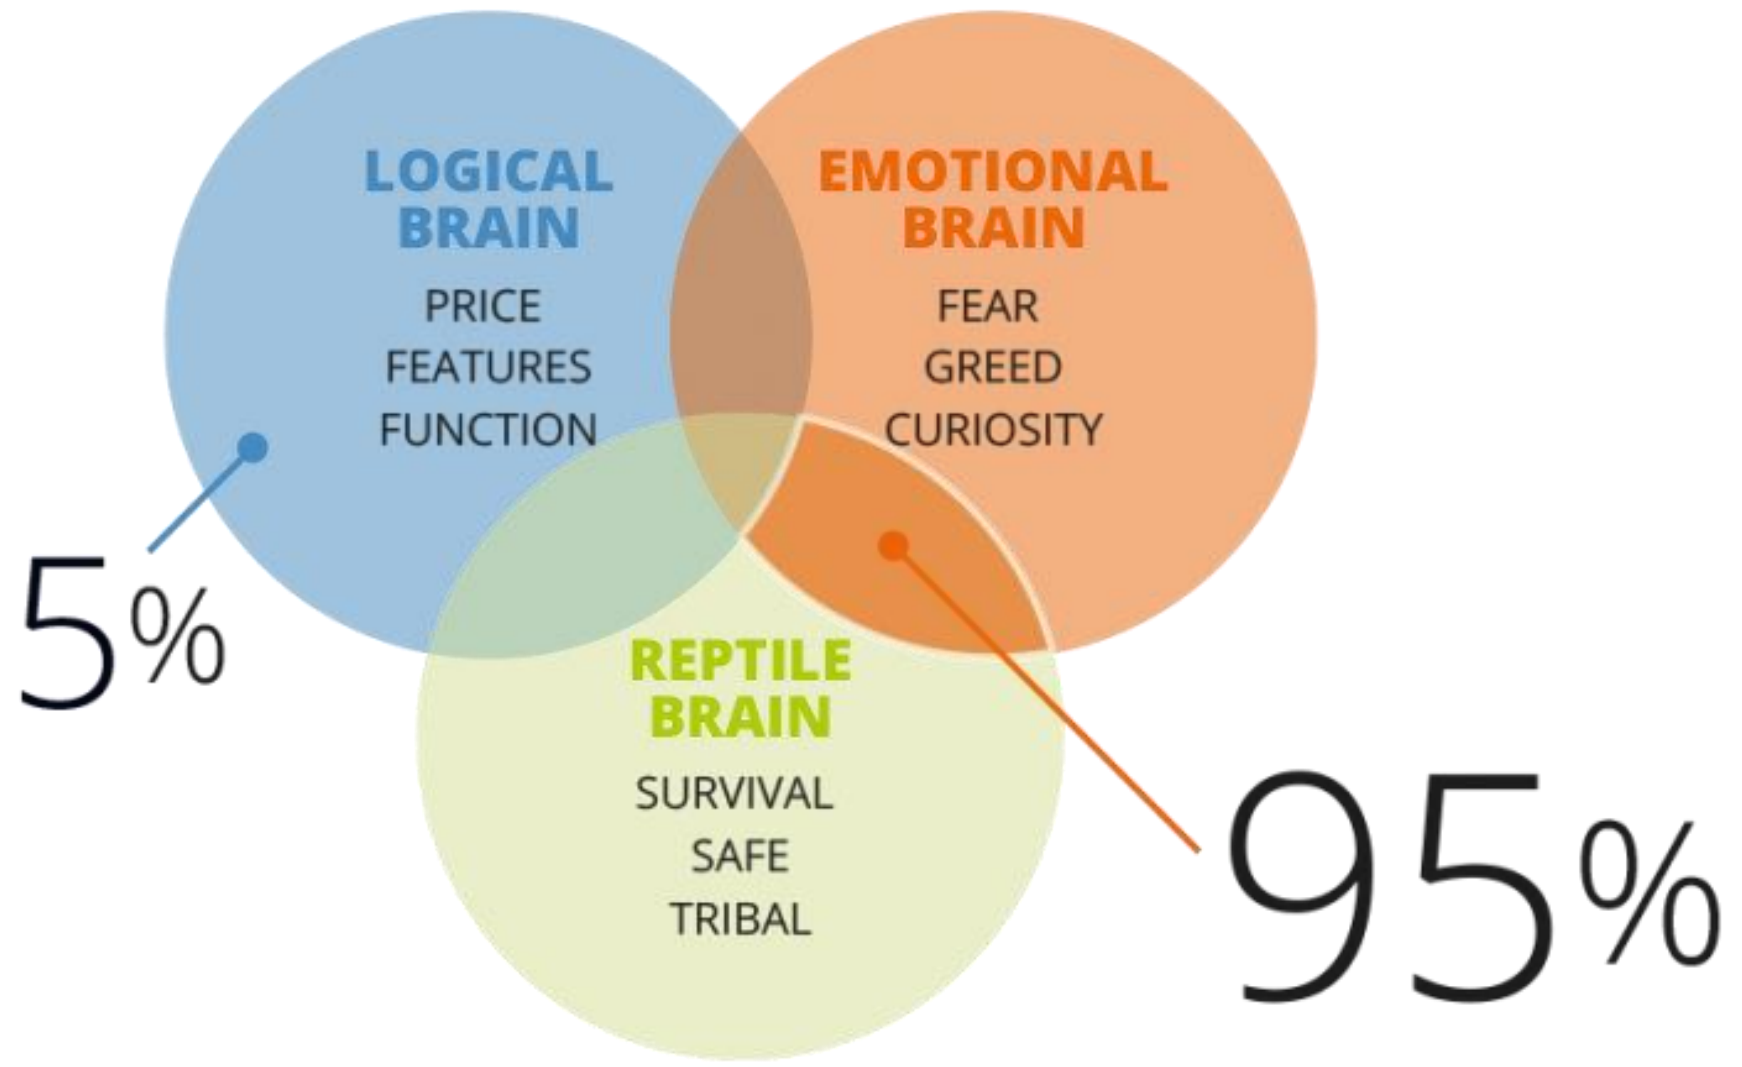 LOGICAL
BRAIN
PRICE
FEATURES
FUNCTION
EMOTIONAL
BRAIN
FEAR
GREED
CURIOSITY
5%
REPTILE
BRAIN
SURVIVAL
SAFE
TRIBAL
95%